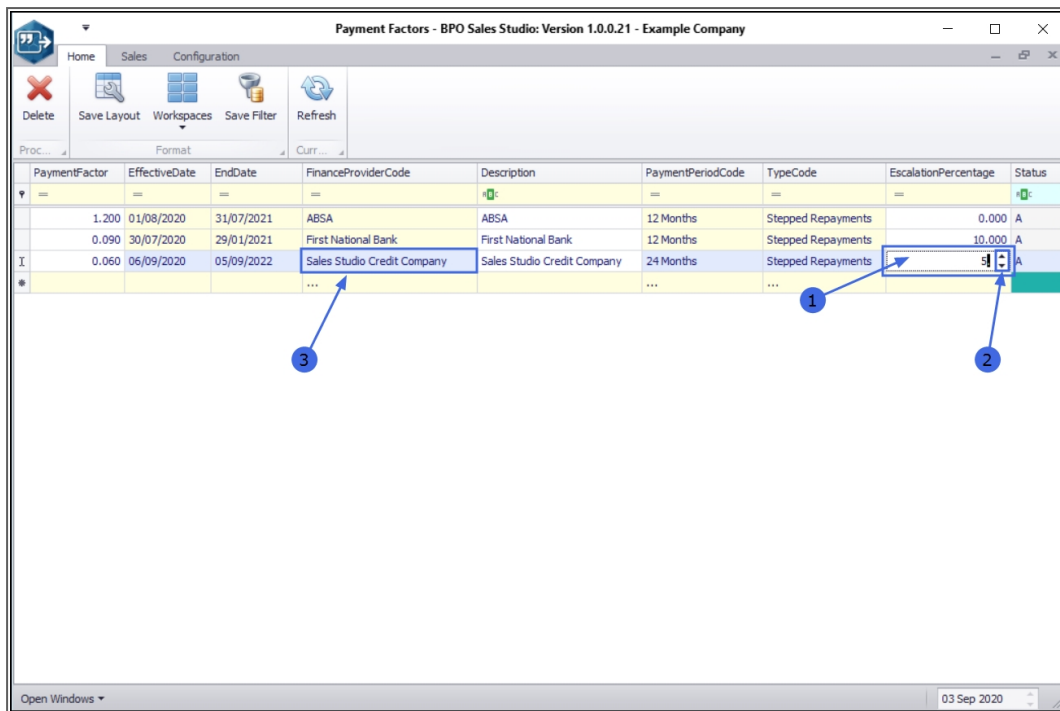 Payment Factors - BPO Sales Studio: Version 1.0.0.21 - Example Company
Home Sales Configuration
Delete Save Layout Workspaces Save Filter Refresh
Proc... Format Curr...
PaymentFactor EffectiveDate EndDate FinanceProviderCode Description PaymentPeriodCode TypeCode EscalationPercentage Status
= = = = = = =
1.200 01/08/2020 31/07/2021 ABSA ABSA 12 Months Stepped Repayments 0.000 A
0.090 30/07/2020 29/01/2021 First National Bank First National Bank 12 Months Stepped Repayments 10.000 A
0.060 06/09/2020 05/09/2022 Sales Studio Credit Company Sales Studio Credit Company 24 Months Stepped Repayments 5 A
... ... ...
1
3 2
Open Windows 03 Sep 2020